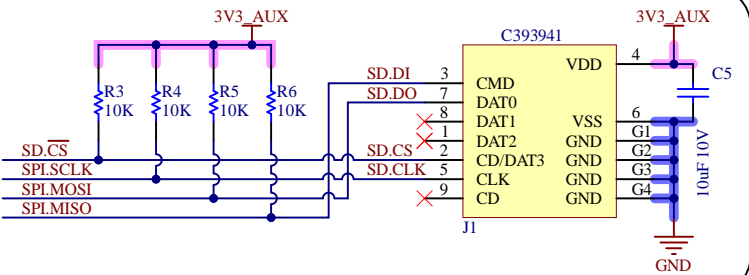 3V3_AUX
3V3_AUX
C393941
R3
10K
R4
10K
R5
10K
R6
10K
SD.DI
SD.DO
SD.CS
SD.CLK
3
7
8
1
2
5
9
CMD
DAT0
DAT1
DAT2
CD/DAT3
CLK
CD
VDD
VSS
GND
GND
GND
GND
4
6
G1
G2
G3
G4
C5
10uF 10V
SD.C̅S̅
SPI.SCLK
SPI.MOSI
SPI.MISO
J1
GND